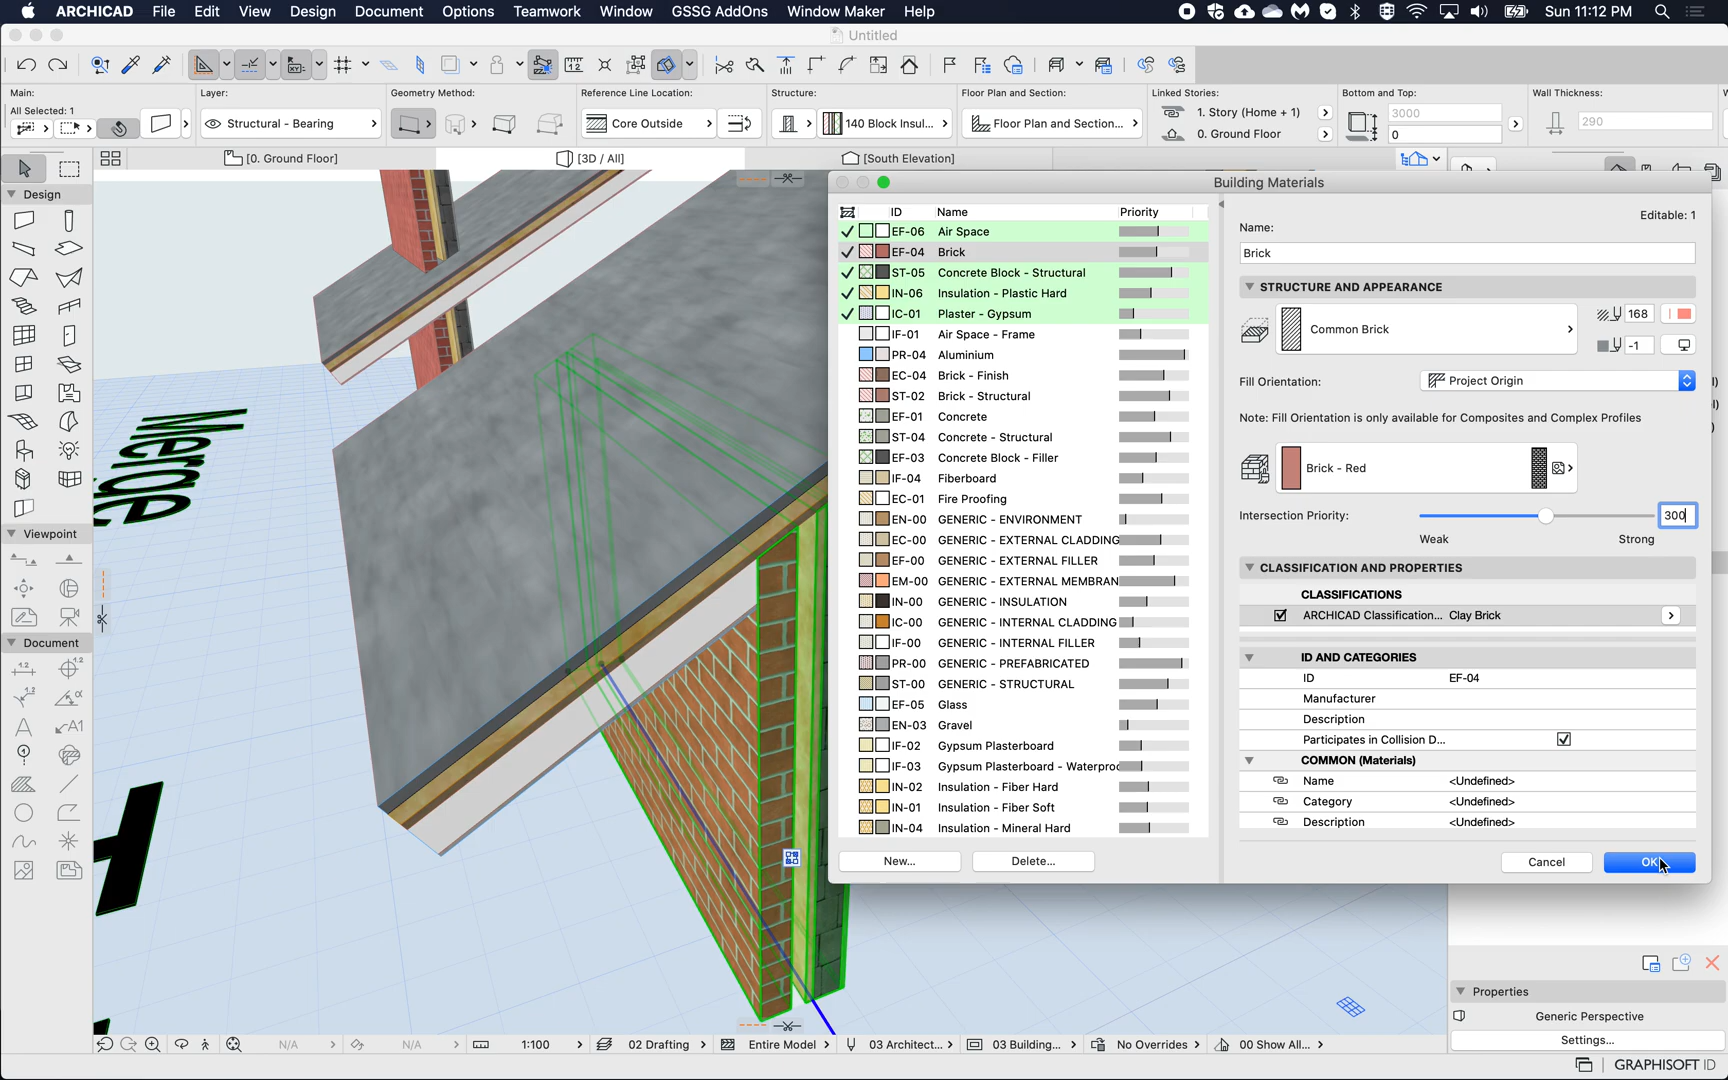 ARCHICAD File Edit View Design Document Options Teamwork Window GSSG AddOns Window Maker Help Sun 11:12 PM
Untitled
Main: Layer: Geometry Method: Reference Line Location: Structure: Floor Plan and Section: Linked Stories: Bottom and Top: Wall Thickness:
All Selected: 1
Structural - Bearing
Core Outside
140 Block Insul...
Floor Plan and Section...
1. Story (Home + 1)
0. Ground Floor
3000
0
290
[0. Ground Floor]
[3D / All]
[South Elevation]
Design
Viewpoint
Document
Merge
Building Materials
ID Name Priority
EF-06 Air Space
EF-04 Brick
ST-05 Concrete Block - Structural
IN-06 Insulation - Plastic Hard
IC-01 Plaster - Gypsum
IF-01 Air Space - Frame
PR-04 Aluminium
EC-04 Brick - Finish
ST-02 Brick - Structural
EF-01 Concrete
ST-04 Concrete - Structural
EF-03 Concrete Block - Filler
IF-04 Fiberboard
EC-01 Fire Proofing
EN-00 GENERIC - ENVIRONMENT
EC-00 GENERIC - EXTERNAL CLADDING
EF-00 GENERIC - EXTERNAL FILLER
EM-00 GENERIC - EXTERNAL MEMBRAN
IN-00 GENERIC - INSULATION
IC-00 GENERIC - INTERNAL CLADDING
IF-00 GENERIC - INTERNAL FILLER
PR-00 GENERIC - PREFABRICATED
ST-00 GENERIC - STRUCTURAL
EF-05 Glass
EN-03 Gravel
IF-02 Gypsum Plasterboard
IF-03 Gypsum Plasterboard - Waterproo
IN-02 Insulation - Fiber Hard
IN-01 Insulation - Fiber Soft
IN-04 Insulation - Mineral Hard
New...
Delete...
Editable: 1
Name:
Brick
STRUCTURE AND APPEARANCE
Common Brick
168
-1
Fill Orientation:
Project Origin
Note: Fill Orientation is only available for Composites and Complex Profiles
Brick - Red
Intersection Priority:
300
Weak
Strong
CLASSIFICATION AND PROPERTIES
CLASSIFICATIONS
ARCHICAD Classification... Clay Brick
ID AND CATEGORIES
ID EF-04
Manufacturer
Description
Participates in Collision D...
COMMON (Materials)
Name <Undefined>
Category <Undefined>
Description <Undefined>
Cancel
OK
Properties
Generic Perspective
Settings...
N/A
N/A
1:100
02 Drafting
Entire Model
03 Architect...
03 Building...
No Overrides
00 Show All...
GRAPHISOFT ID